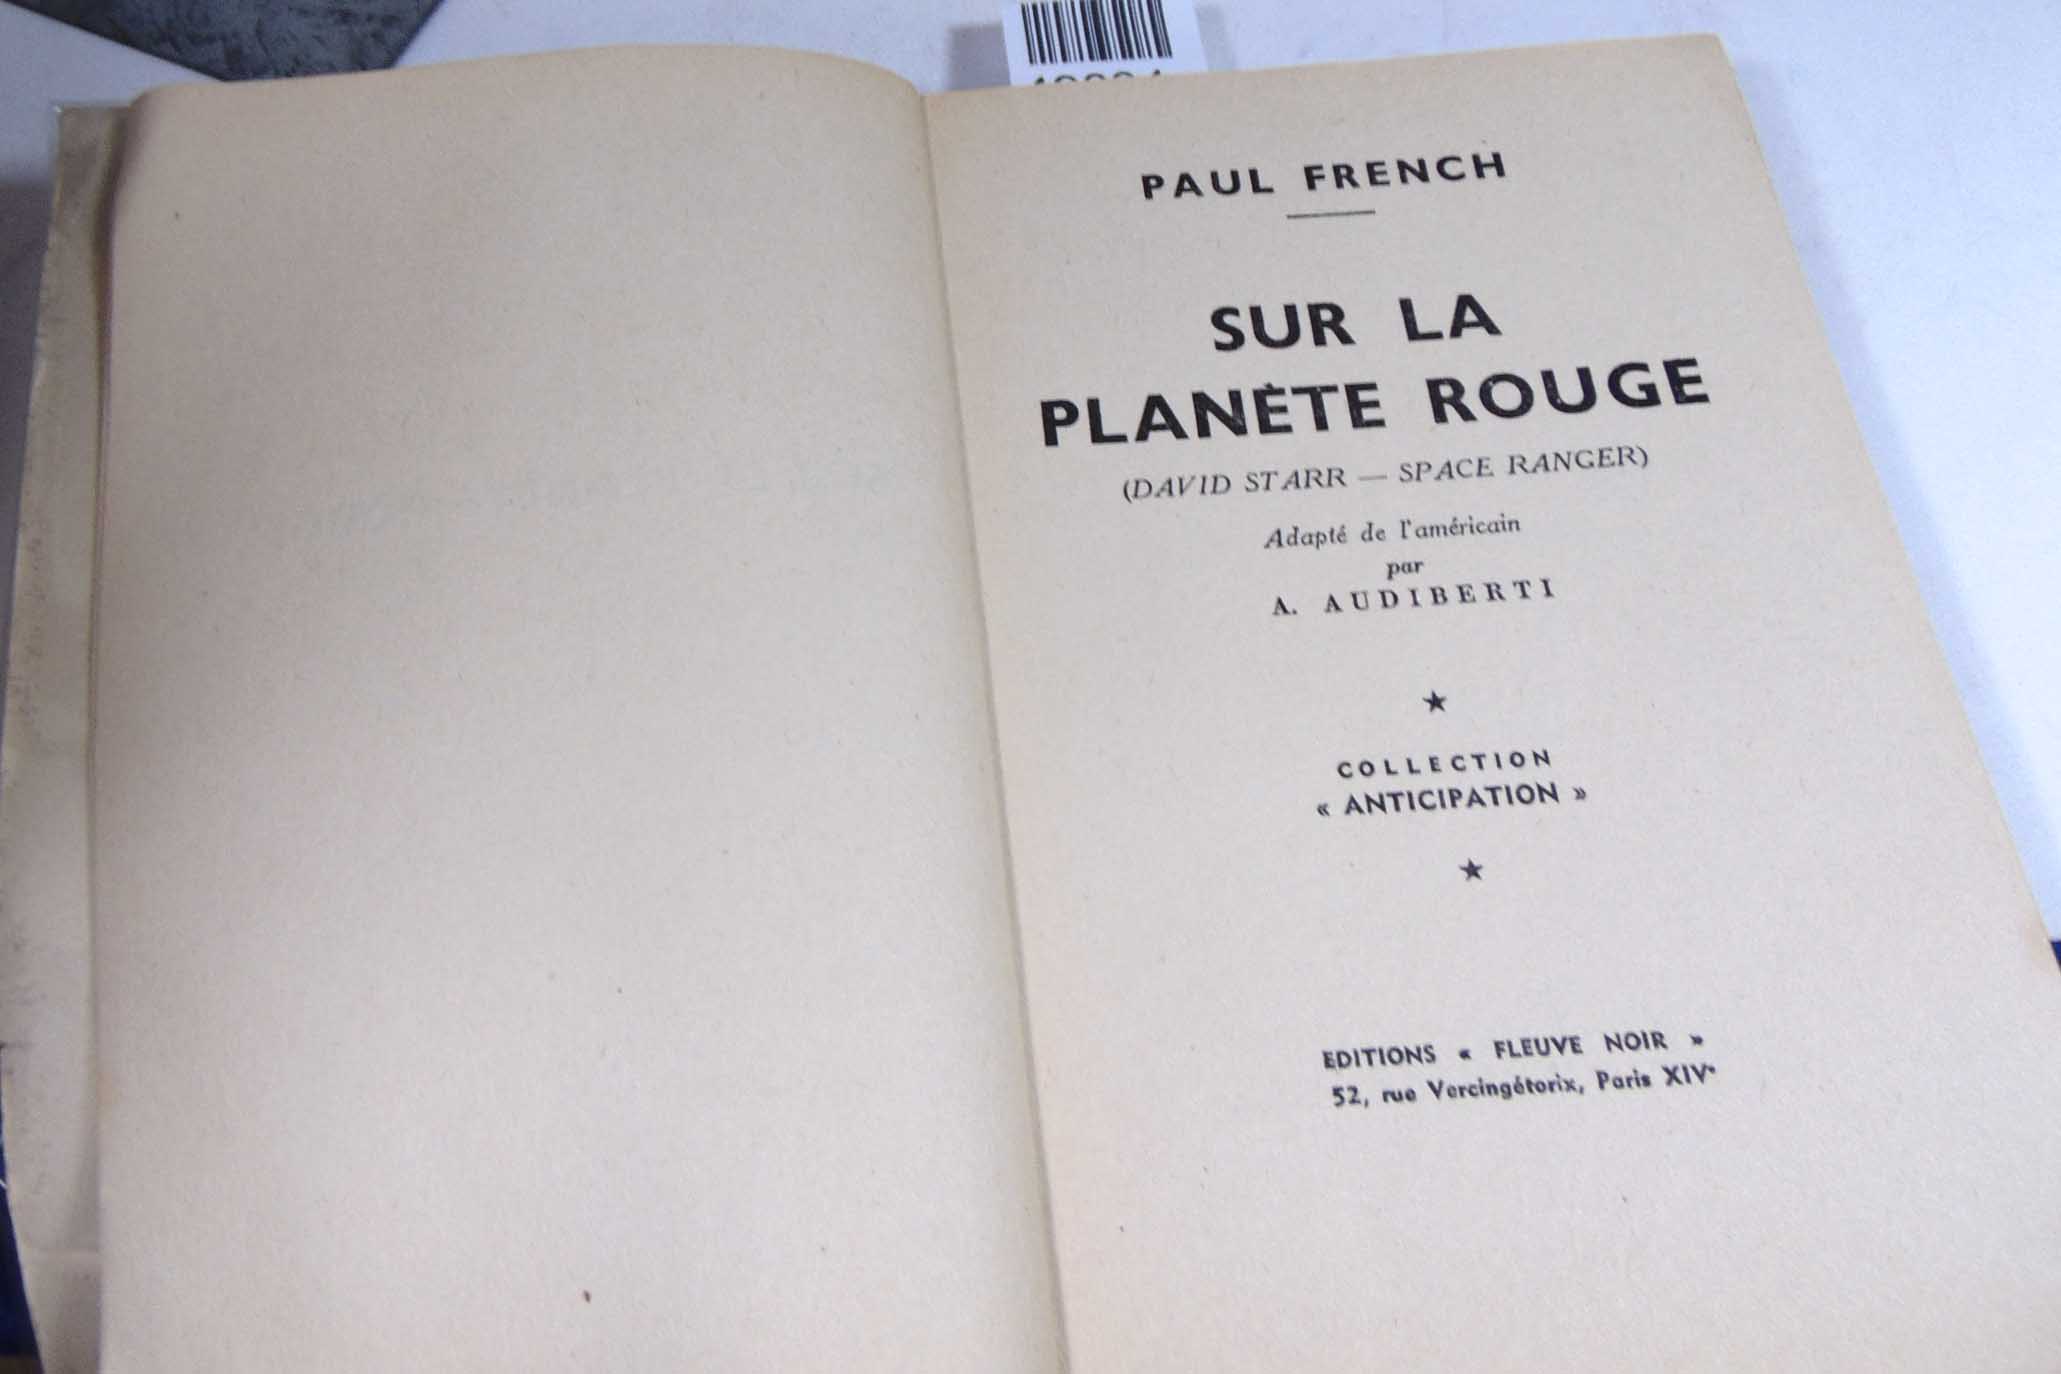 PAUL FRENCH
SUR LA
PLANÈTE ROUGE
(DAVID STARR — SPACE RANGER)
Adapté de l'américain
par
A. AUDIBERTI
★
COLLECTION
« ANTICIPATION »
★
EDITIONS « FLEUVE NOIR »
52, rue Vercingétorix, Paris XIVe